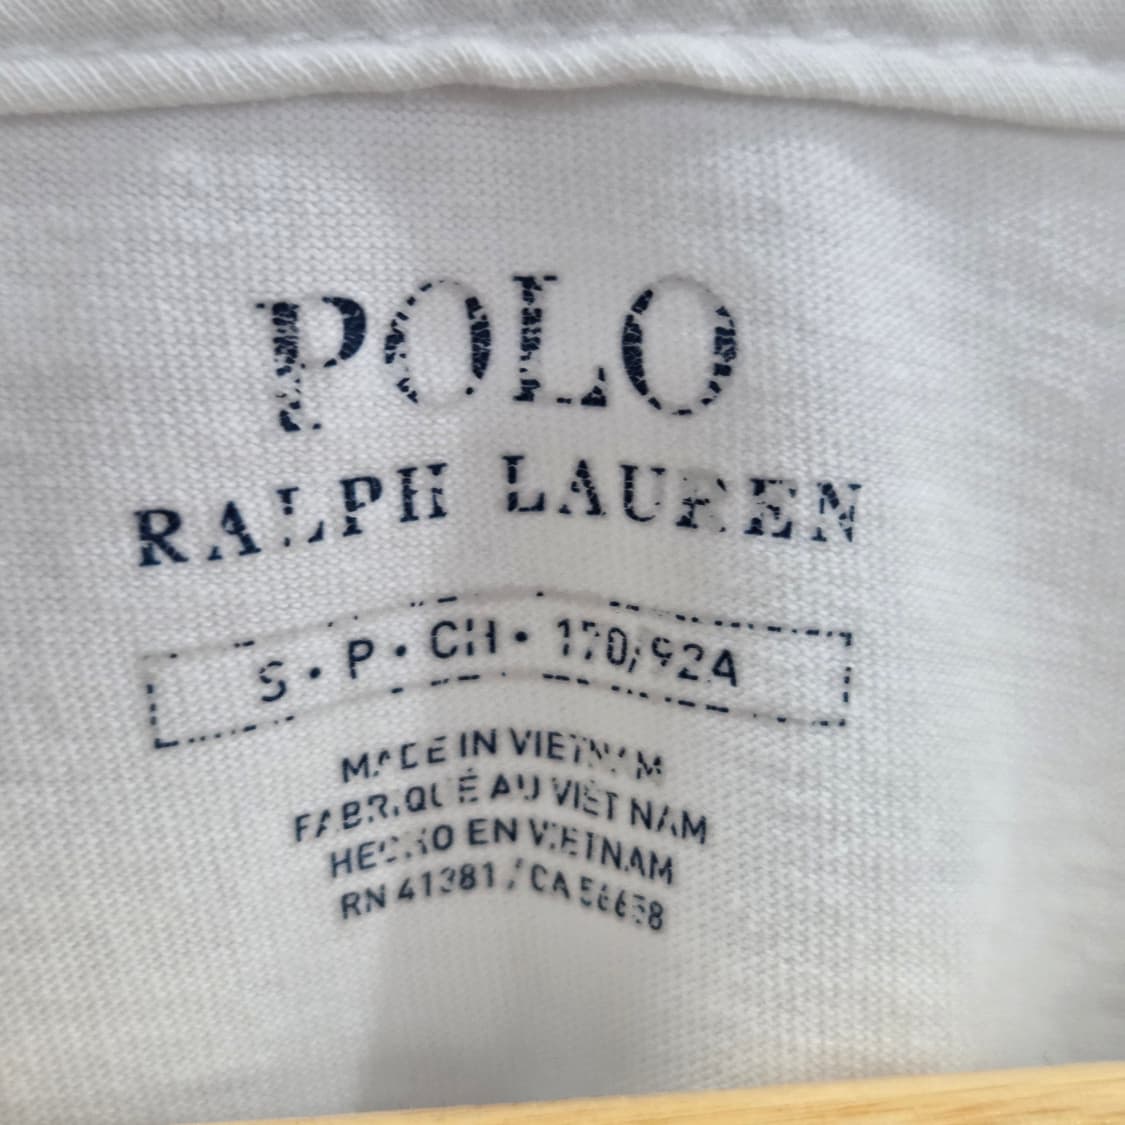 POLO
RALPH LAUREN
S • P • CH • 170/92A
MADE IN VIETNAM
FABRIQUÉ AU VIÊT NAM
HECHO EN VIETNAM
RN 41381 / CA 56658